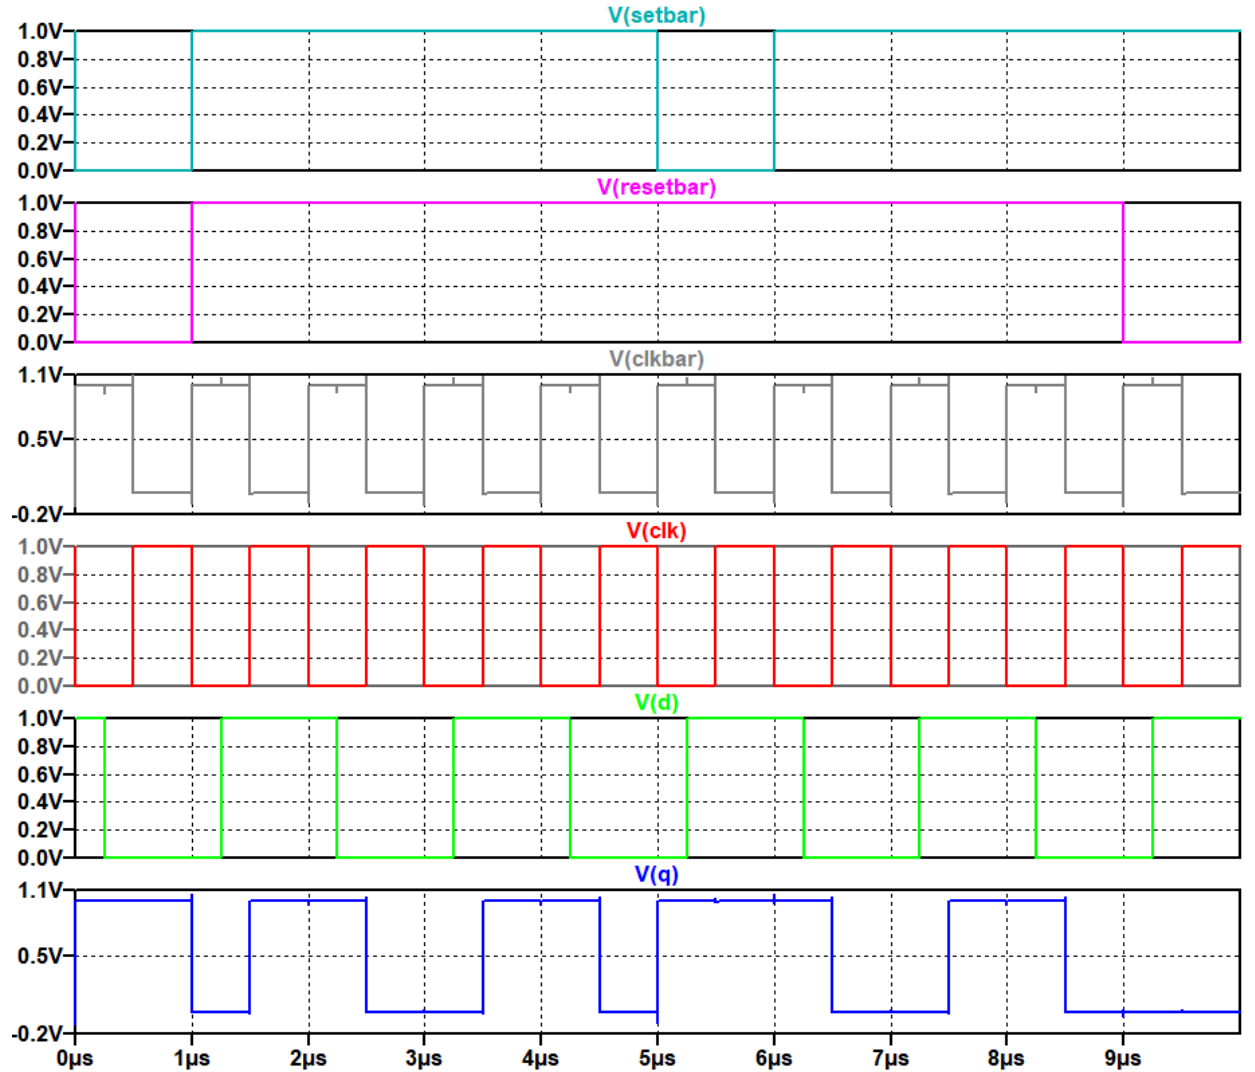 V(setbar)
1.0V
0.8V
0.6V
0.4V
0.2V
0.0V
V(resetbar)
1.0V
0.8V
0.6V
0.4V
0.2V
0.0V
V(clkbar)
1.1V
0.5V
-0.2V
V(clk)
1.0V
0.8V
0.6V
0.4V
0.2V
0.0V
V(d)
1.0V
0.8V
0.6V
0.4V
0.2V
0.0V
V(q)
1.1V
0.5V
-0.2V
0µs 1µs 2µs 3µs 4µs 5µs 6µs 7µs 8µs 9µs